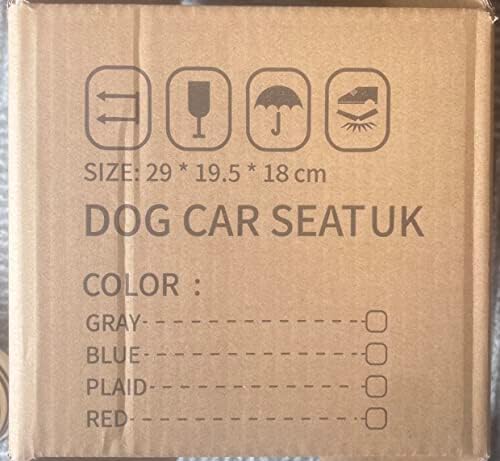 SIZE: 29 * 19.5 * 18 cm
DOG CAR SEAT UK
COLOR :
GRAY
BLUE
PLAID
RED